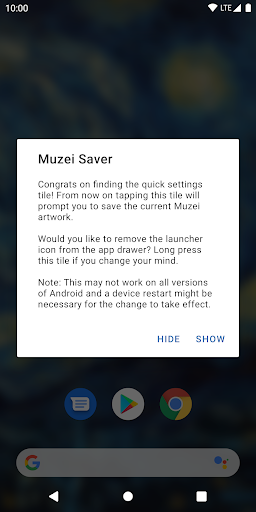 10:00
LTE
Muzei Saver
Congrats on finding the quick settings
tile! From now on tapping this tile will
prompt you to save the current Muzei
artwork.
Would you like to remove the launcher
icon from the app drawer? Long press
this tile if you change your mind.
Note: This may not work on all versions
of Android and a device restart might be
necessary for the change to take effect.
HIDE SHOW
G